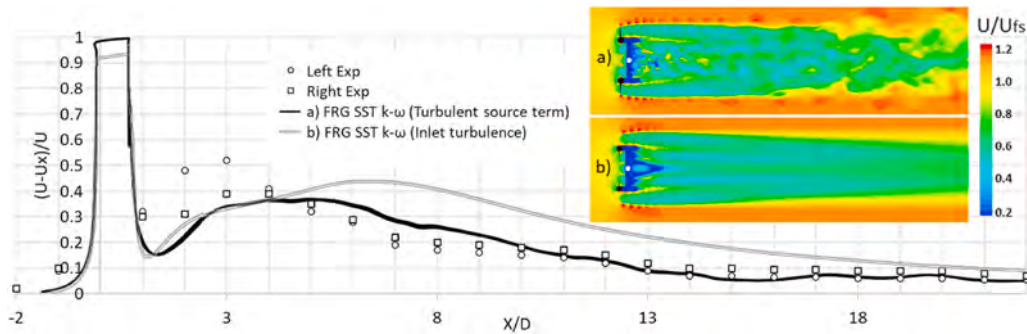 1
0.9
0.8
0.7
0.6
0.5
0.4
0.3
0.2
0.1
0
(U-Ux)/U
-2
3
8
13
18
X/D
Left Exp
Right Exp
a) FRG SST k-ω (Turbulent source term)
b) FRG SST k-ω (Inlet turbulence)
a)
b)
U/Ufs
1.2
1.0
0.8
0.6
0.4
0.2